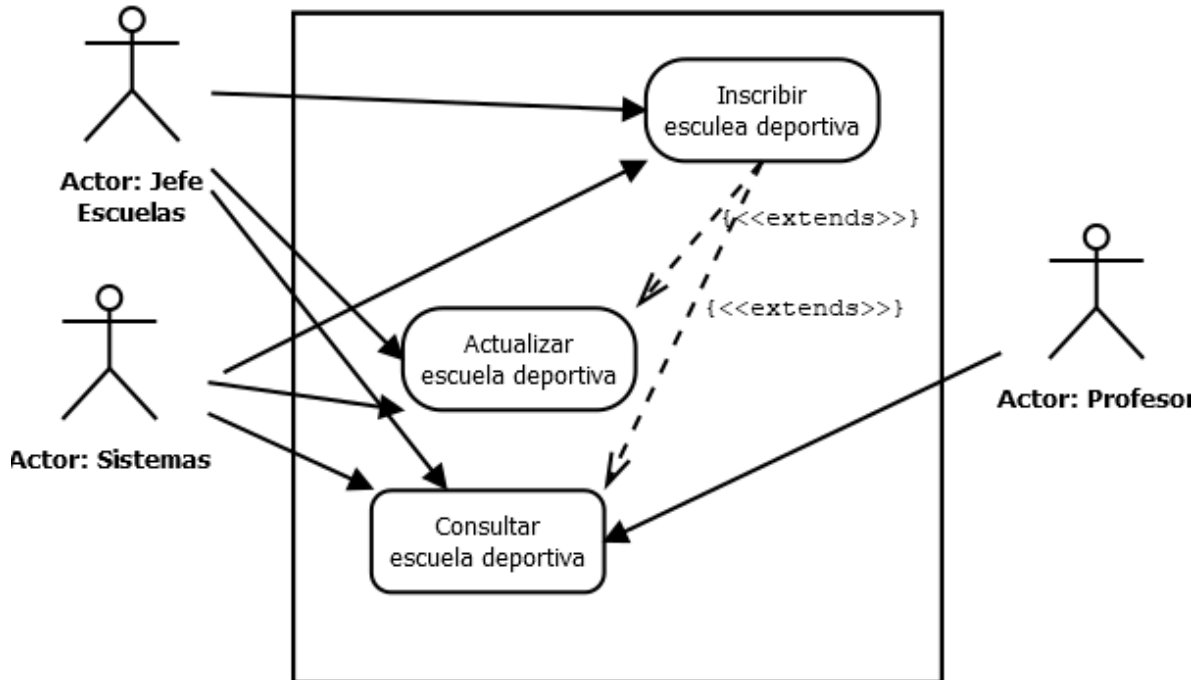 Inscribir
esculea deportiva
Actor: Jefe
Escuelas
{<<extends>>}
{<<extends>>}
Actualizar
escuela deportiva
Actor: Profesor
Actor: Sistemas
Consultar
escuela deportiva